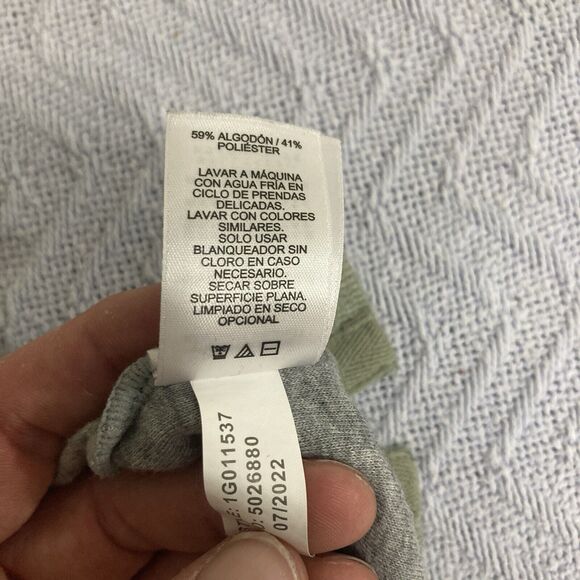 59% ALGODÓN / 41%
POLIÉSTER
LAVAR A MÁQUINA
CON AGUA FRÍA EN
CICLO DE PRENDAS
DELICADAS.
LAVAR CON COLORES
SIMILARES.
SOLO USAR
BLANQUEADOR SIN
CLORO EN CASO
NECESARIO.
SECAR SOBRE
SUPERFICIE PLANA.
LIMPIADO EN SECO
OPCIONAL
1G011537
5026880
07/2022